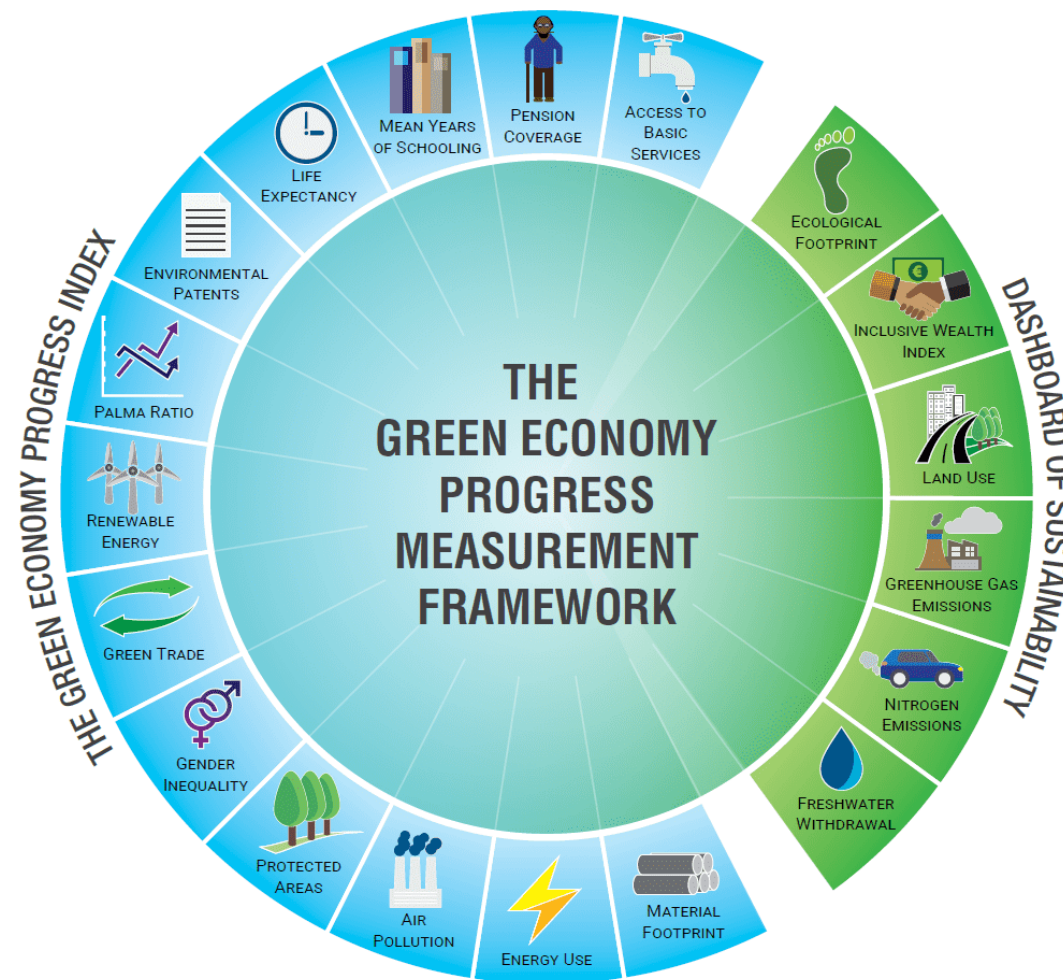 THE GREEN ECONOMY PROGRESS INDEX
MEAN YEARS
OF SCHOOLING
PENSION
COVERAGE
ACCESS TO
BASIC
SERVICES
LIFE
EXPECTANCY
ENVIRONMENTAL
PATENTS
PALMA RATIO
RENEWABLE
ENERGY
GREEN TRADE
GENDER
INEQUALITY
PROTECTED
AREAS
AIR
POLLUTION
ENERGY USE
MATERIAL
FOOTPRINT
THE
GREEN ECONOMY
PROGRESS
MEASUREMENT
FRAMEWORK
DASHBOARD OF SUSTAINABILITY
ECOLOGICAL
FOOTPRINT
€
INCLUSIVE WEALTH
INDEX
LAND USE
GREENHOUSE GAS
EMISSIONS
NITROGEN
EMISSIONS
FRESHWATER
WITHDRAWAL